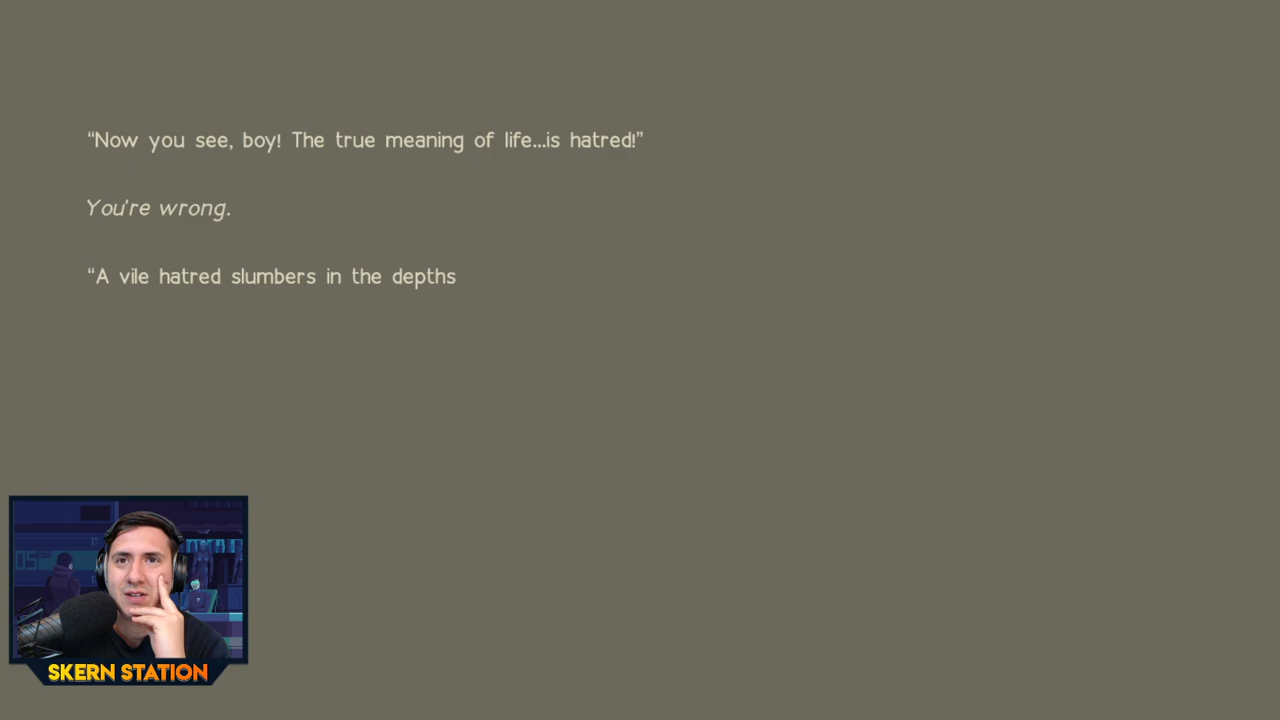 “Now you see, boy! The true meaning of life...is hatred!”
You're wrong.
“A vile hatred slumbers in the depths
SKERN STATION